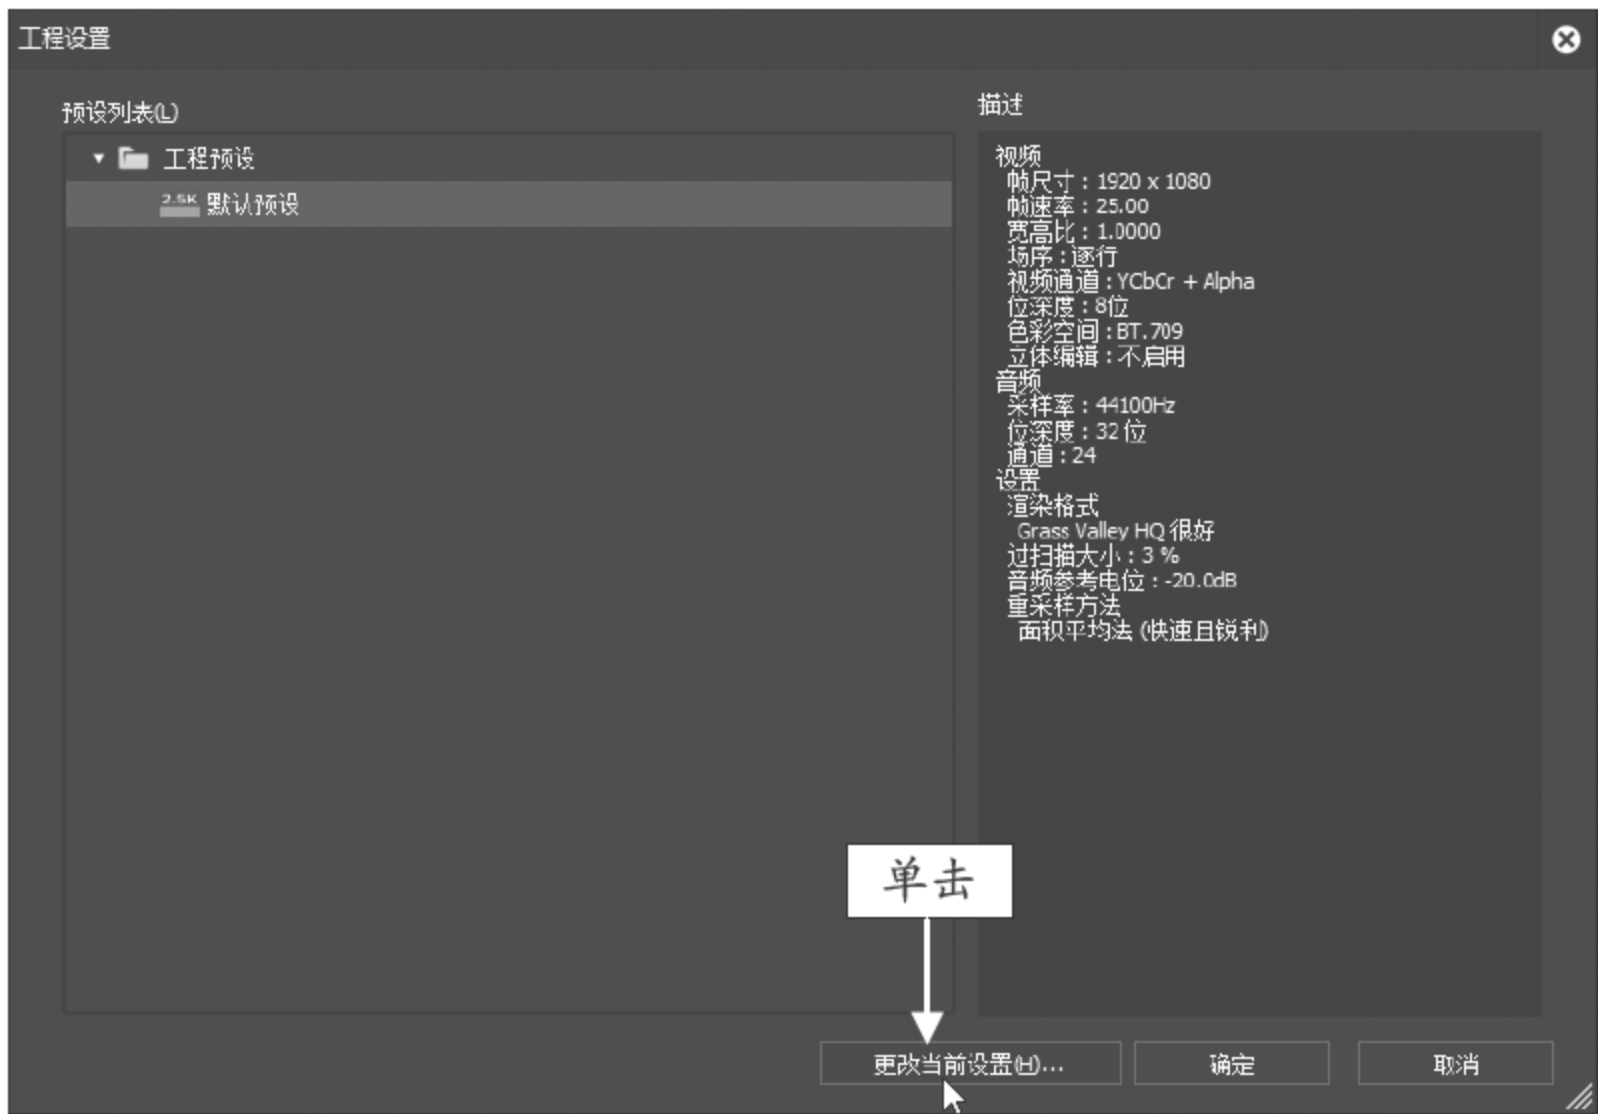 工程设置
预设列表(L)
工程预设
2.5K 默认预设
描述
视频
帧尺寸 : 1920 x 1080
帧速率 : 25.00
宽高比 : 1.0000
场序 : 逐行
视频通道 : YCbCr + Alpha
位深度 : 8位
色彩空间 : BT.709
立体编辑 : 不启用
音频
采样率 : 44100Hz
位深度 : 32 位
通道 : 24
设置
渲染格式
Grass Valley HQ 很好
过扫描大小 : 3 %
音频参考电位 : -20.0dB
重采样方法
面积平均法 (快速且锐利)
单击
更改当前设置(H)...
确定
取消